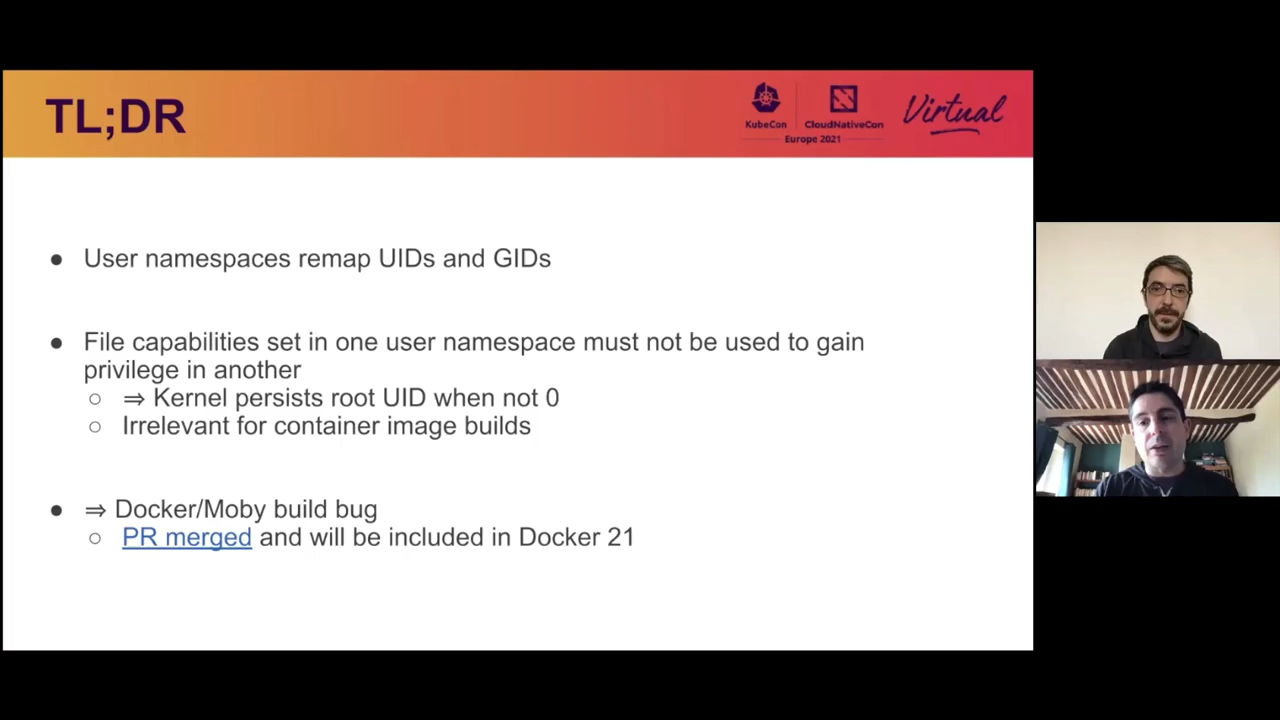 TL;DR
KubeCon
CloudNativeCon
Europe 2021
Virtual
● User namespaces remap UIDs and GIDs
● File capabilities set in one user namespace must not be used to gain
privilege in another
○ ⇒ Kernel persists root UID when not 0
○ Irrelevant for container image builds
● ⇒ Docker/Moby build bug
○ PR merged and will be included in Docker 21